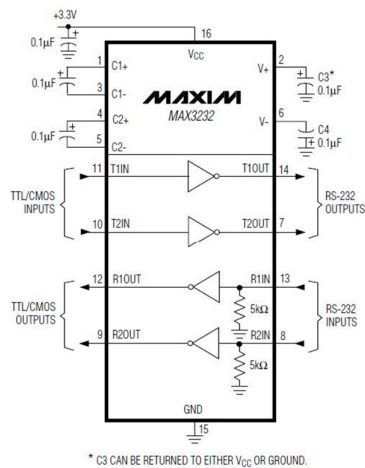 +3.3V
16
0.1µF
VCC
1
C1+
V+
2
C3*
0.1µF
0.1µF
3
C1-
MAXIM
MAX3232
4
C2+
V-
6
C4
0.1µF
0.1µF
5
C2-
11
T1IN
T1OUT
14
TTL/CMOS
INPUTS
RS-232
OUTPUTS
10
T2IN
T2OUT
7
12
R1OUT
R1IN
13
5kΩ
TTL/CMOS
OUTPUTS
RS-232
INPUTS
9
R2OUT
R2IN
8
5kΩ
GND
15
* C3 CAN BE RETURNED TO EITHER VCC OR GROUND.